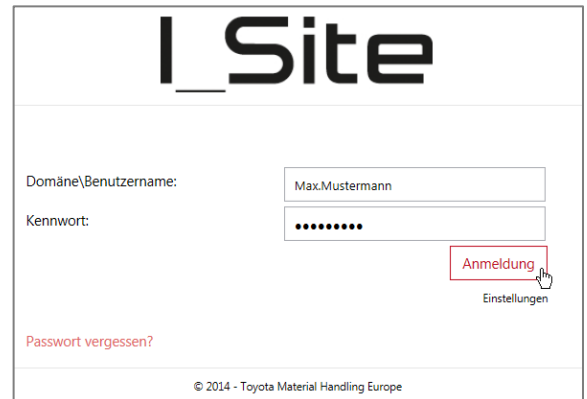 I_Site
Domäne\Benutzername: Max.Mustermann
Kennwort: •••••••••
Anmeldung
Einstellungen
Passwort vergessen?
© 2014 - Toyota Material Handling Europe